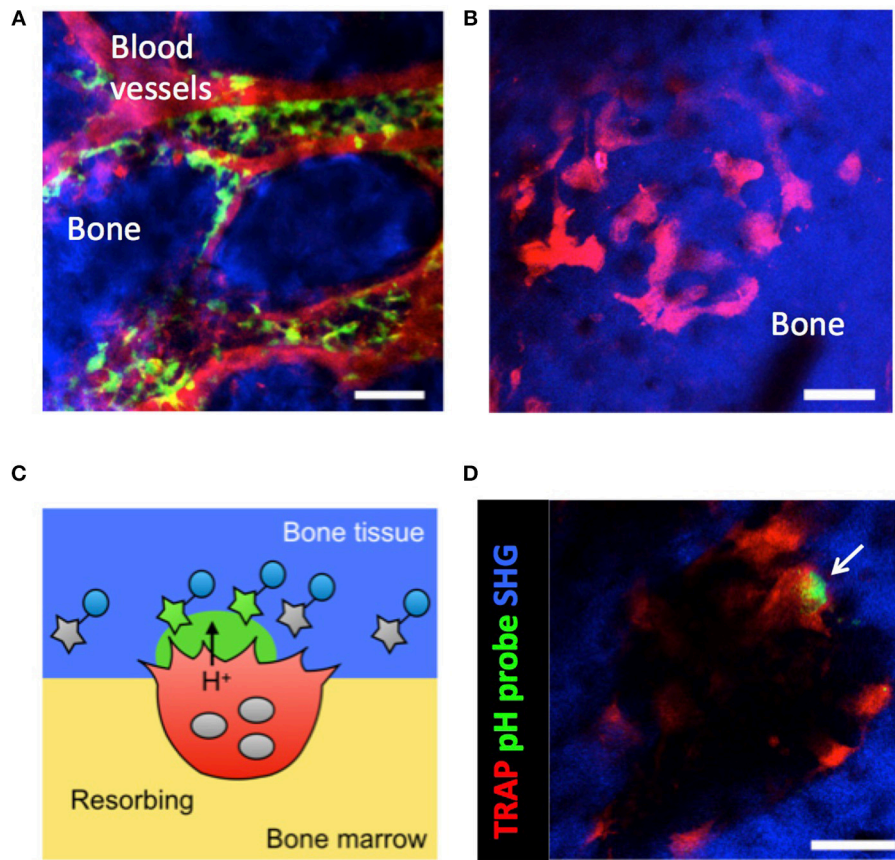 A
Blood
vessels
Bone
B
Bone
C
Bone tissue
H⁺
Resorbing
Bone marrow
D
TRAP pH probe SHG